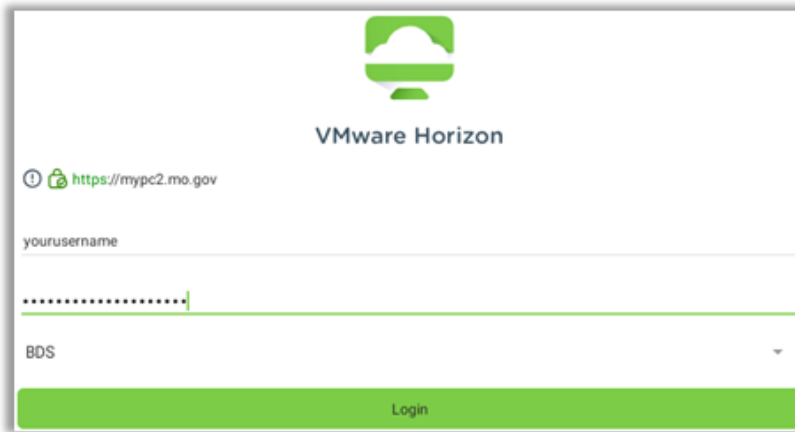 VMware Horizon
https://mypc2.mo.gov
yourusername
••••••••••••••••••••
BDS
Login